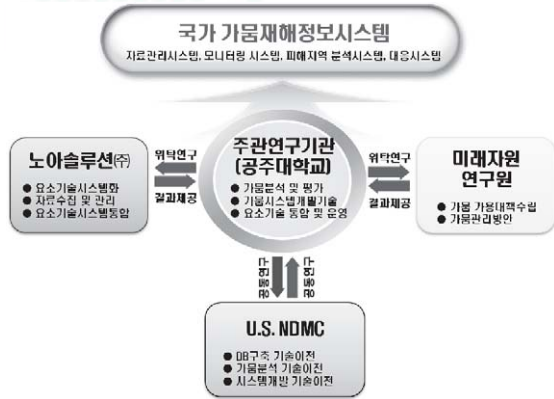 국가 가뭄재해정보시스템
자료관리시스템, 모니터링 시스템, 피해지역 분석시스템, 대응시스템
주관연구기관
(공주대학교)
● 가뭄분석 및 평가
● 가뭄시스템개발기술
● 요소기술 통합 및 운영
노아솔루션㈜
● 요소기술시스템화
● 자료수집 및 관리
● 요소기술시스템통합
위탁연구
결과제공
위탁연구
결과제공
미래자원
연구원
● 가뭄 가용대책수립
● 가뭄관리방안
공동연구
공동연구
U.S. NDMC
● DB구축 기술이전
● 가뭄분석 기술이전
● 시스템개발 기술이전